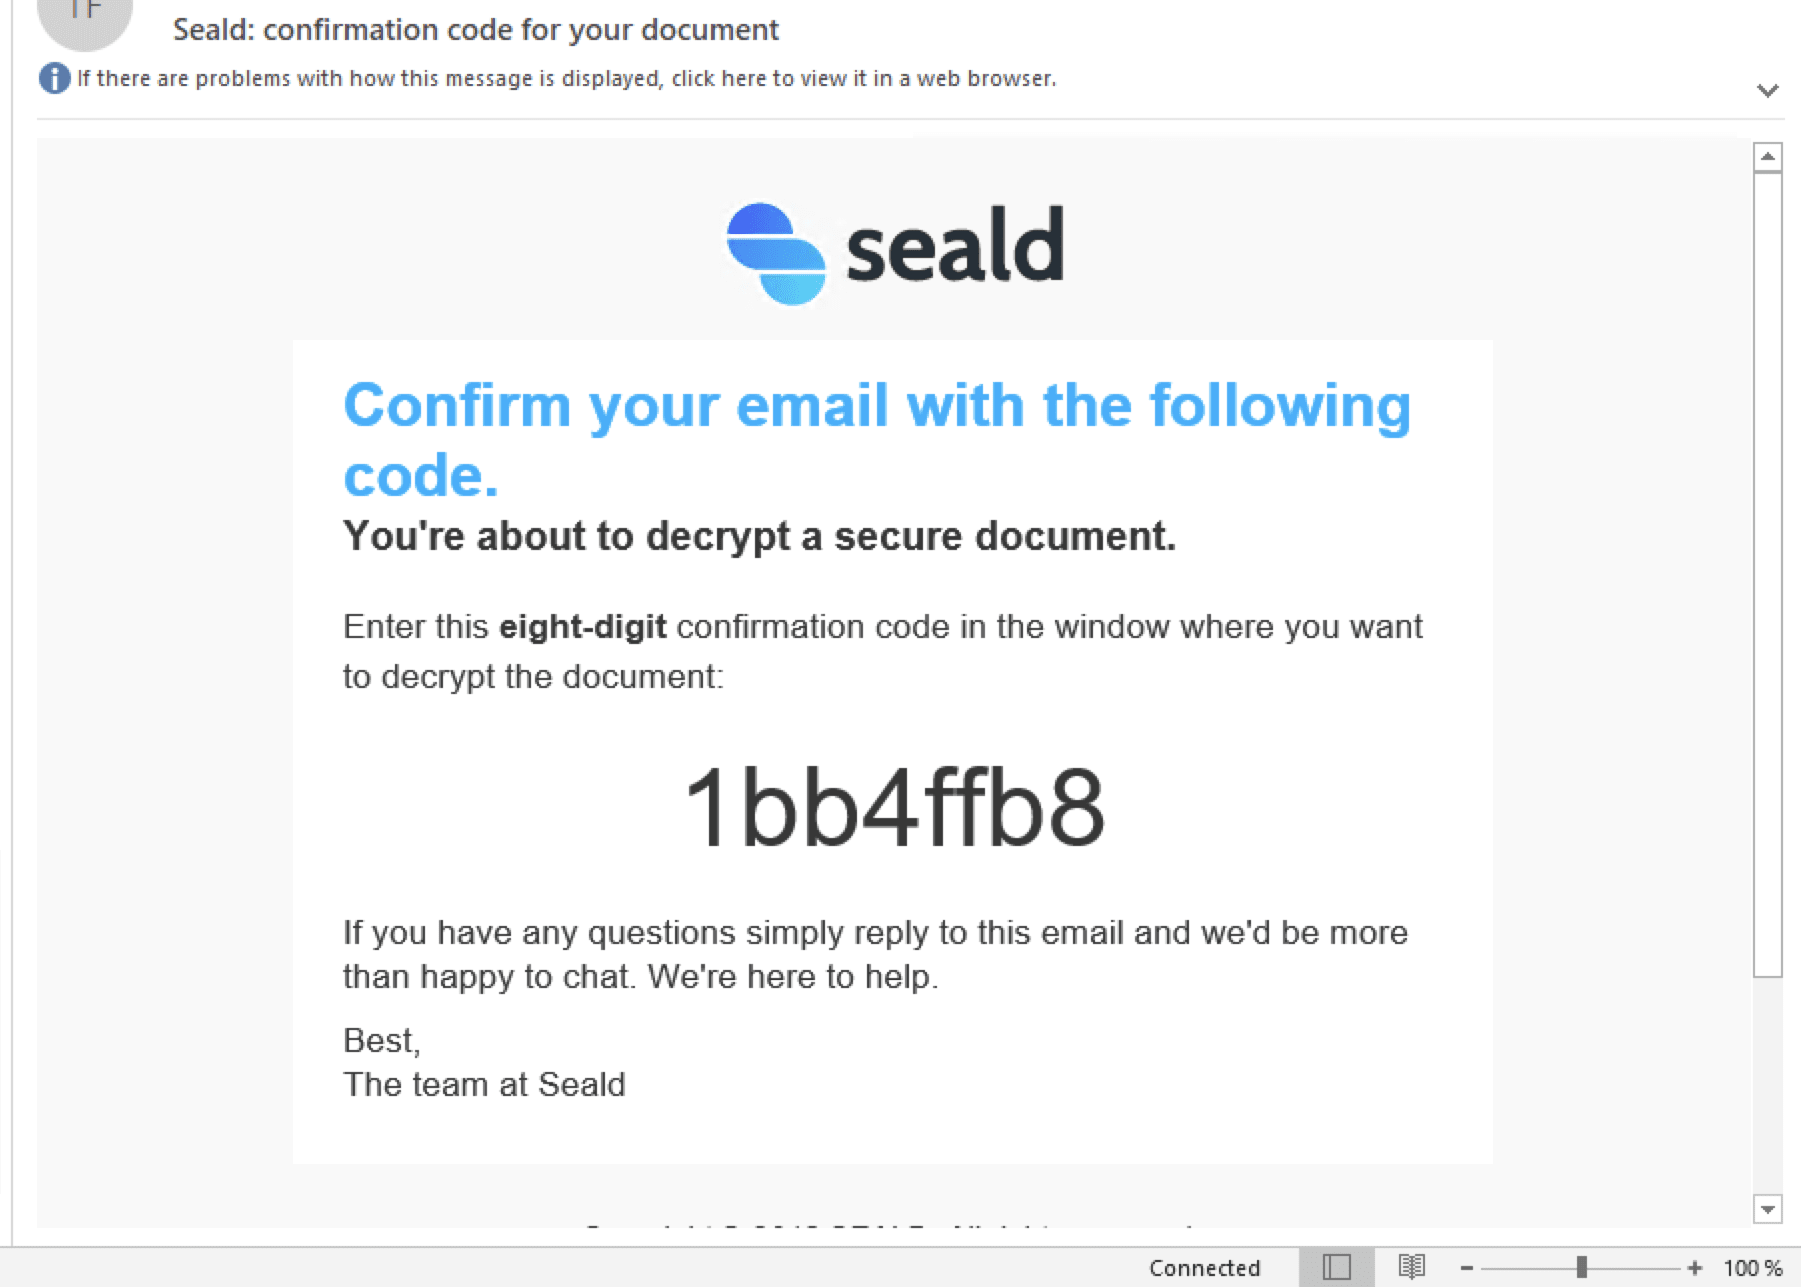 TF
Seald: confirmation code for your document
If there are problems with how this message is displayed, click here to view it in a web browser.
seald
Confirm your email with the following
code.
You're about to decrypt a secure document.
Enter this eight-digit confirmation code in the window where you want
to decrypt the document:
1bb4ffb8
If you have any questions simply reply to this email and we'd be more
than happy to chat. We're here to help.
Best,
The team at Seald
Connected
100 %